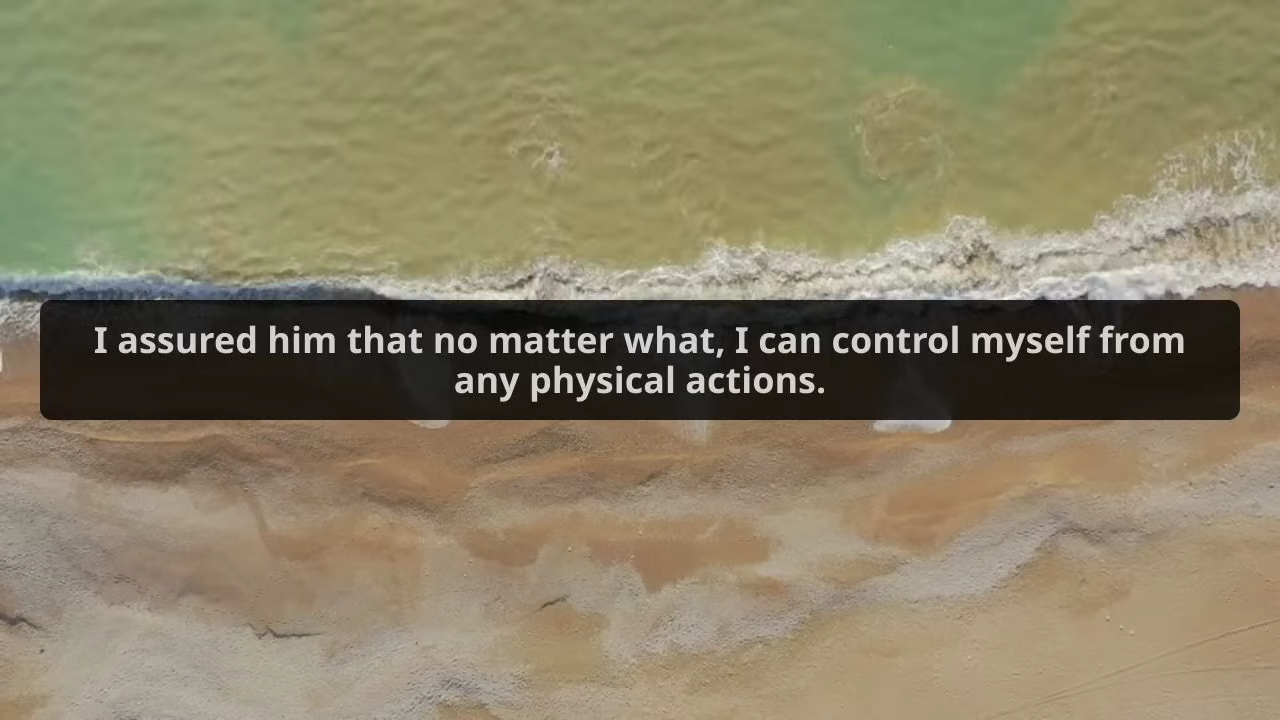 I assured him that no matter what, I can control myself from
any physical actions.